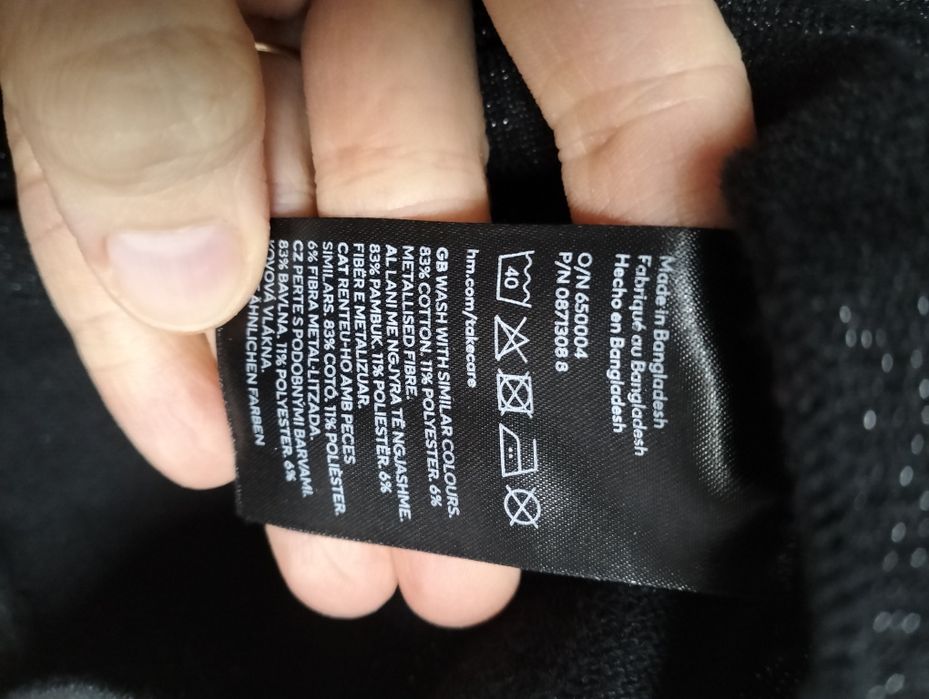 Made in Bangladesh
Fabriqué au Bangladesh
Hecho en Bangladesh
O/N 650004
P/N 0871308 8
40
hm.com/takecare
GB WASH WITH SIMILAR COLOURS.
83% COTTON. 11% POLYESTER. 6%
METALLISED FIBRE.
AL LANI ME NGJYRA TË NGJASHME.
83% PAMBUK. 11% POLIESTËR. 6%
FIBËR E METALIZUAR.
CAT RENTEU-HO AMB PECES
SIMILARS. 83% COTÓ. 11% POLIÈSTER.
6% FIBRA METAL·LITZADA.
CZ PERTE S PODOBNÝMI BARVAMI.
83% BAVLNA. 11% POLYESTER. 6%
KOVOVÁ VLÁKNA.
ÄHNLICHEN FARBEN